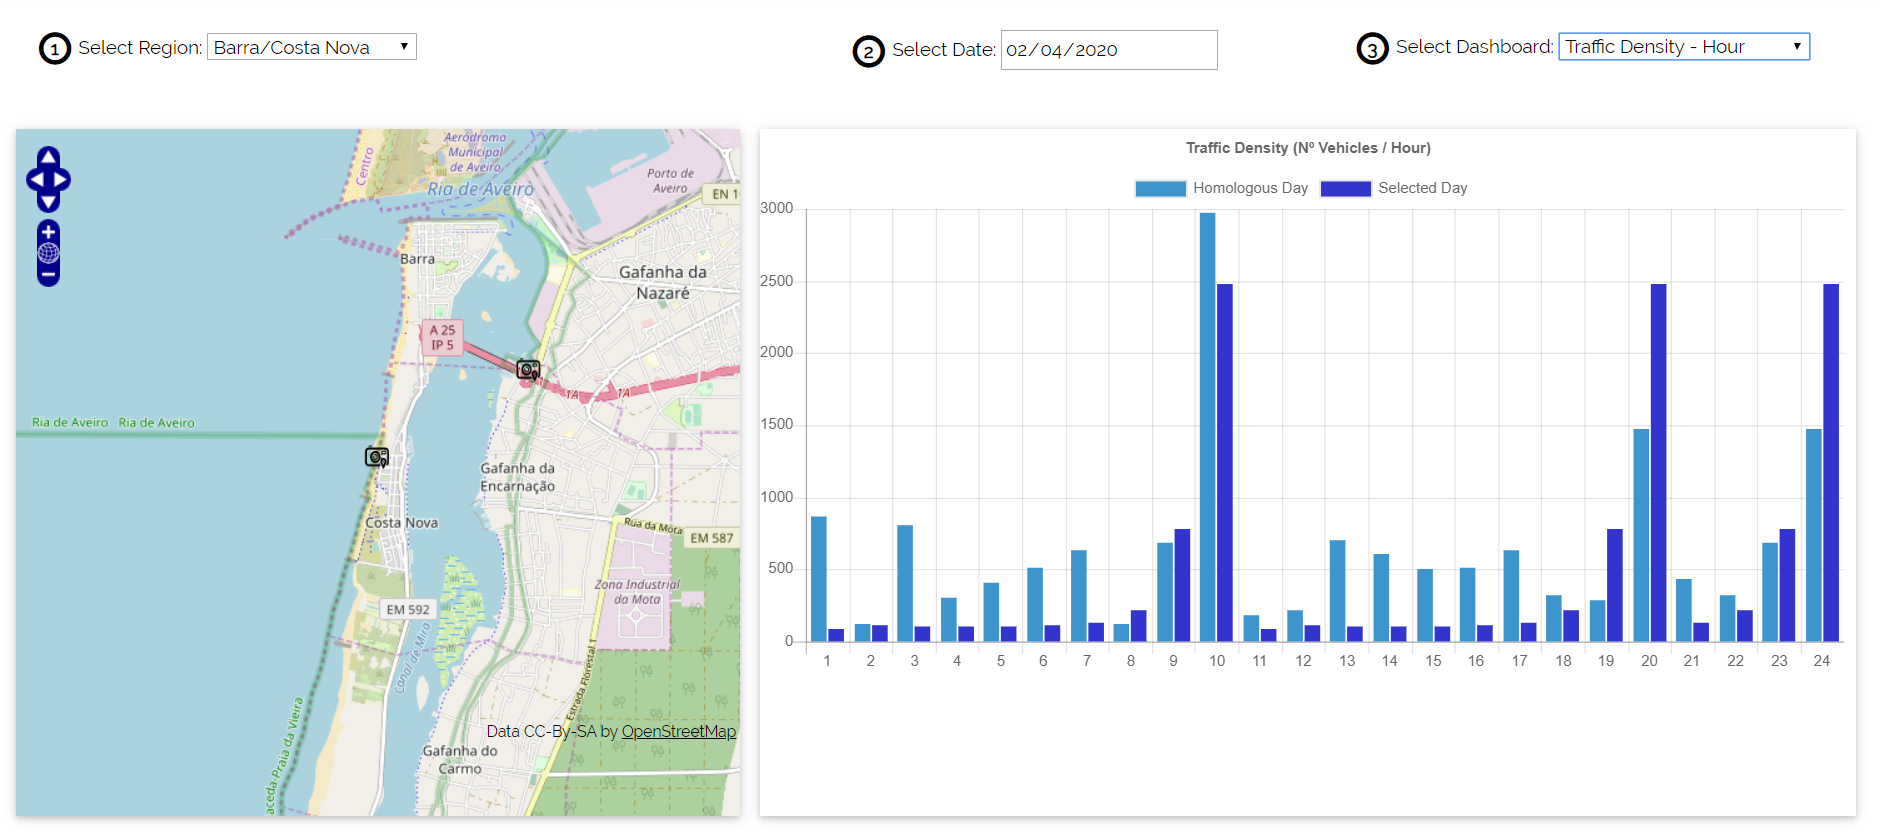 1 Select Region: Barra/Costa Nova
2 Select Date: 02/04/2020
3 Select Dashboard: Traffic Density - Hour
Centro
Aeródromo
Municipal
de Aveiro
Ria de Aveiro
Porto de
Aveiro
EN 10
Barra
Gafanha da
Nazaré
A 25
IP 5
1A
1A
Ria de Aveiro
Ria de Aveiro
Gafanha da
Encarnação
Costa Nova
Rua da Mota
EM 587
Zona Industrial
da Mota
EM 592
Canal de Mira
Estrada Florestal 1
aceda-Praia da Vieira
Data CC-By-SA by OpenStreetMap
Gafanha do
Carmo
Traffic Density (Nº Vehicles / Hour)
Homologous Day
Selected Day
3000
2500
2000
1500
1000
500
0
1 2 3 4 5 6 7 8 9 10 11 12 13 14 15 16 17 18 19 20 21 22 23 24